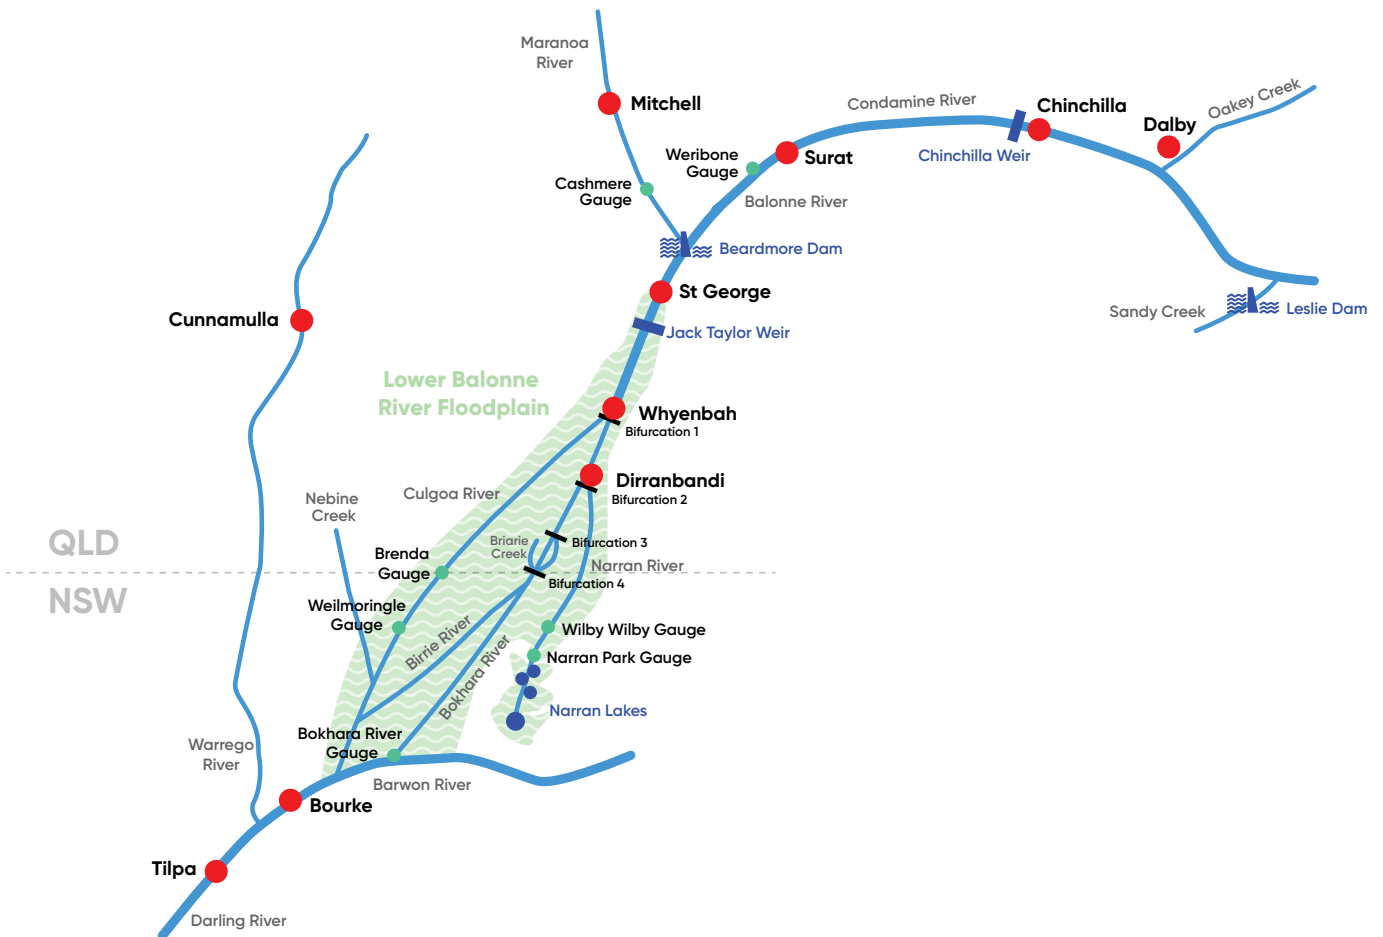 Maranoa
River
Mitchell
Condamine River
Chinchilla
Oakey Creek
Dalby
Chinchilla Weir
Weribone
Gauge
Surat
Cashmere
Gauge
Balonne River
Beardmore Dam
St George
Sandy Creek
Leslie Dam
Cunnamulla
Jack Taylor Weir
Lower Balonne
River Floodplain
Whyenbah
Bifurcation 1
Dirranbandi
Bifurcation 2
Culgoa River
Nebine
Creek
Briarie
Creek
Bifurcation 3
QLD
Brenda
Gauge
Narran River
Bifurcation 4
NSW
Weilmoringle
Gauge
Birrie River
Wilby Wilby Gauge
Bokhara River
Narran Park Gauge
Narran Lakes
Bokhara River
Gauge
Warrego
River
Barwon River
Bourke
Tilpa
Darling River